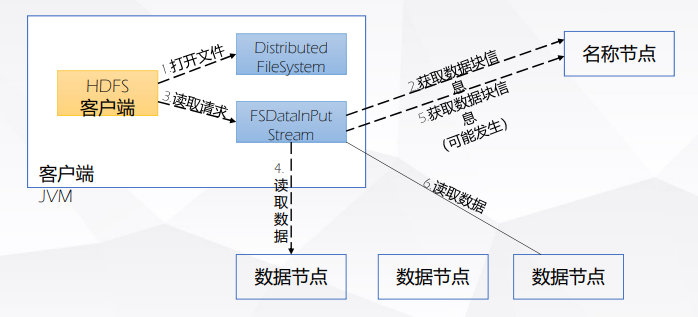 Distributed
FileSystem
1.打开文件
HDFS
客户端
3.读取请求
FSDataInPut
Stream
2.获取数据块信
息
名称节点
5.获取数据块信
息
(可能发生)
客户端
JVM
4.
读
取
数
据
6.读取数据
数据节点
数据节点
数据节点